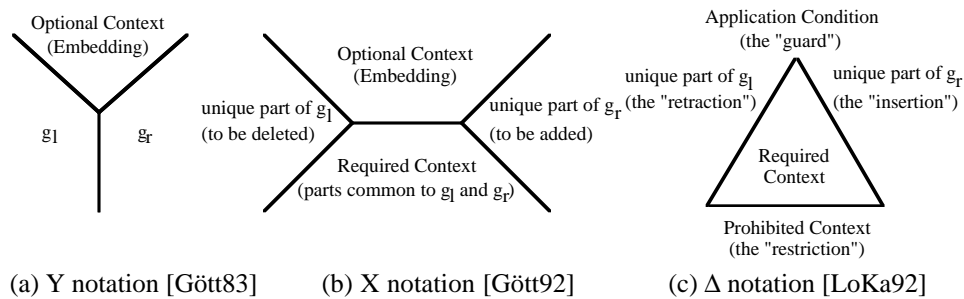 Optional Context
(Embedding)
g_l
g_r
(a) Y notation [Gött83]
Optional Context
(Embedding)
unique part of g_l
(to be deleted)
unique part of g_r
(to be added)
Required Context
(parts common to g_l and g_r)
(b) X notation [Gött92]
Application Condition
(the "guard")
unique part of g_l
(the "retraction")
unique part of g_r
(the "insertion")
Required
Context
Prohibited Context
(the "restriction")
(c) Δ notation [LoKa92]